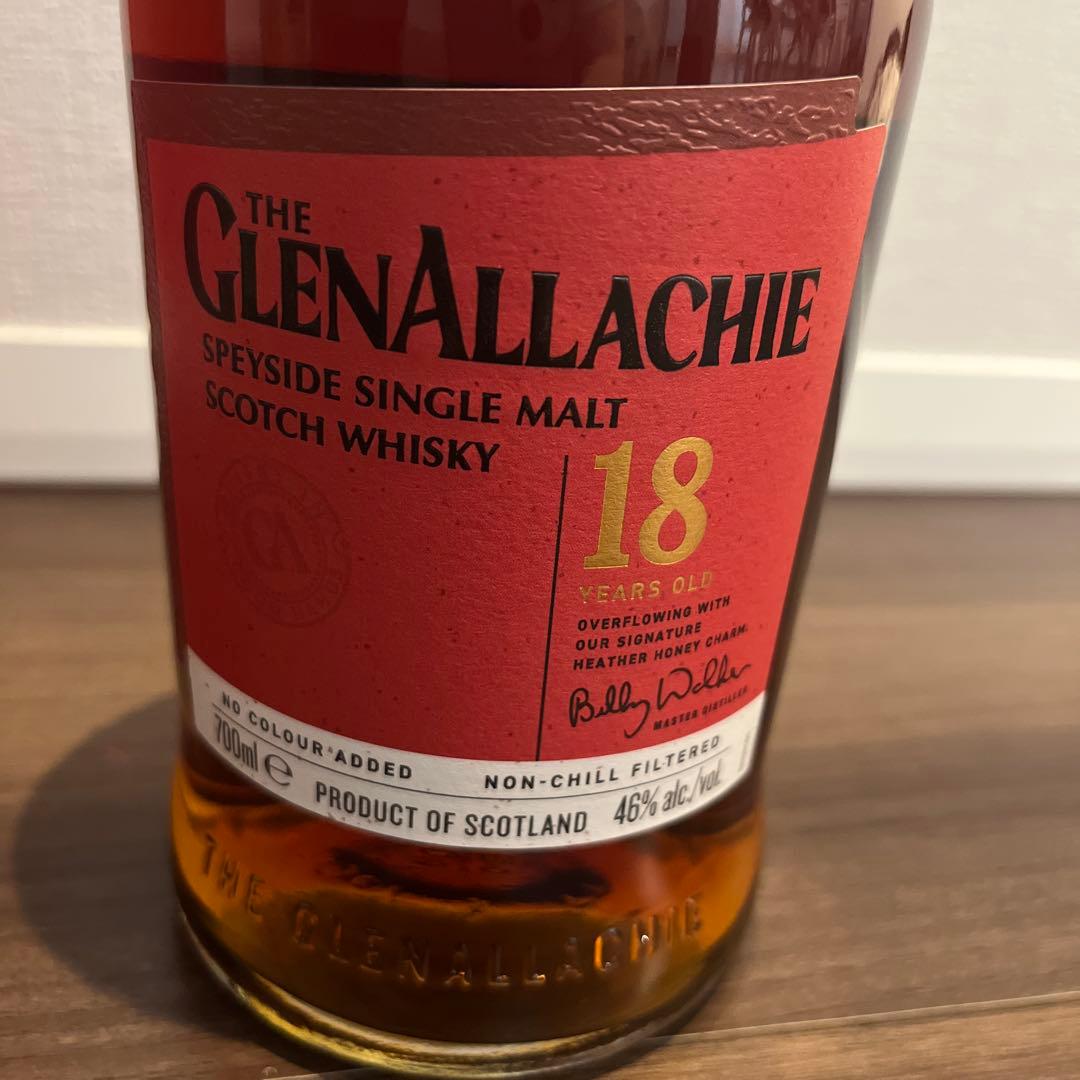 THE
GLENALLACHIE
SPEYSIDE SINGLE MALT
SCOTCH WHISKY
18
YEARS OLD
OVERFLOWING WITH
OUR SIGNATURE
HEATHER HONEY CHARM.
Billy Walker
MASTER DISTILLER
NO COLOUR ADDED
NON-CHILL FILTERED
700ml ℮
PRODUCT OF SCOTLAND
46% alc./vol.
THE GLENALLACHIE